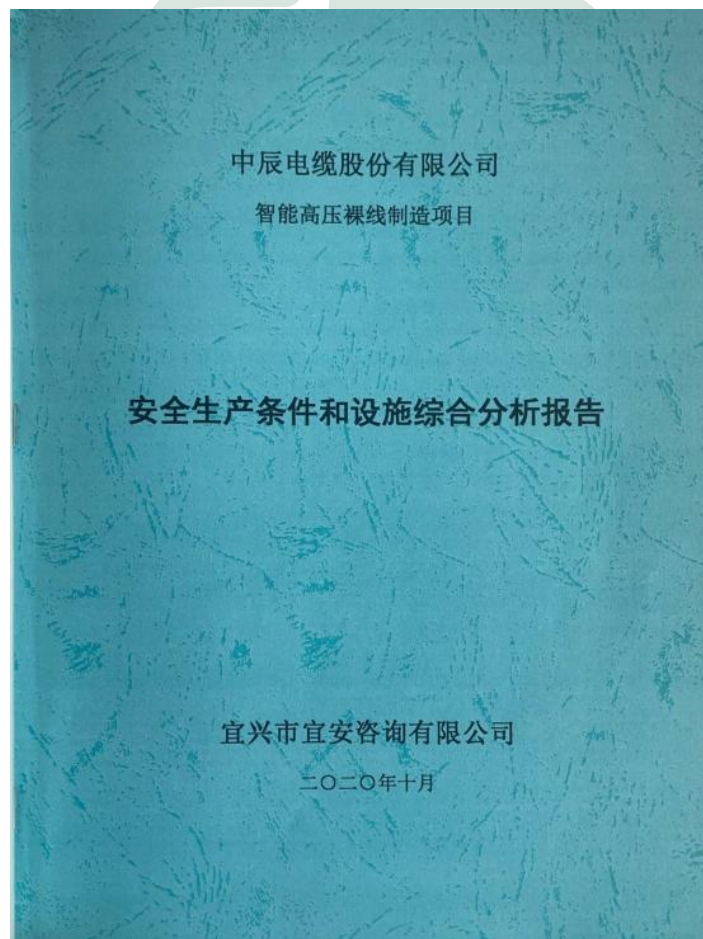 中辰电缆股份有限公司
智能高压裸线制造项目
安全生产条件和设施综合分析报告
宜兴市宜安咨询有限公司
二〇二〇年十月